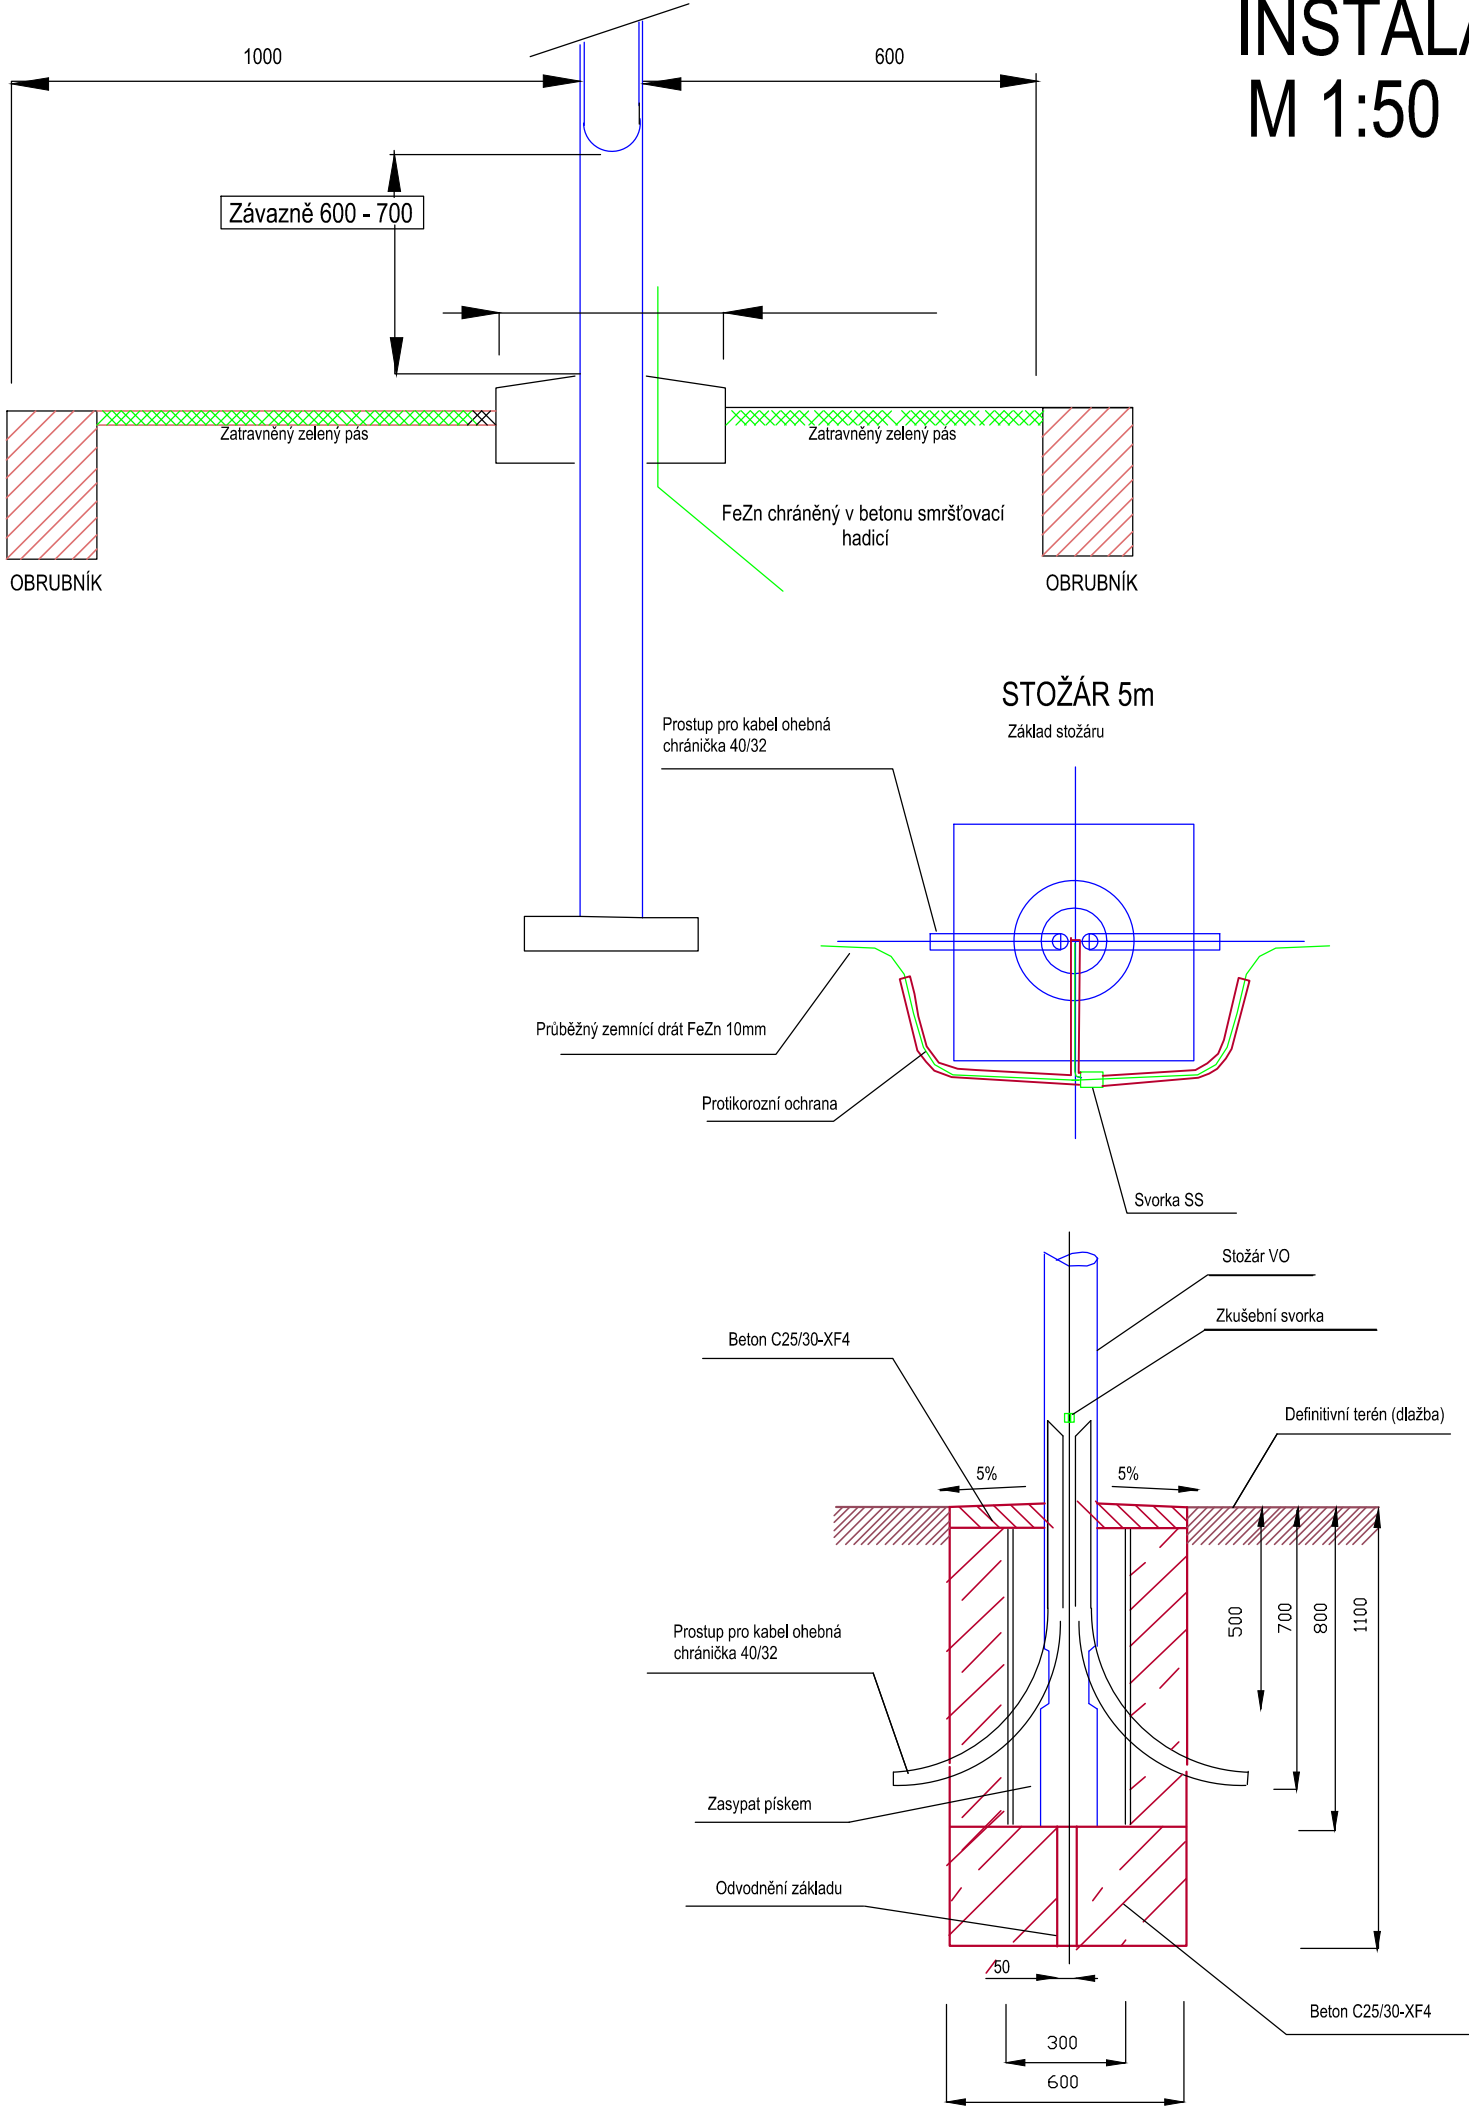 INSTALA
M 1:50
1000
600
Závazně 600 - 700
Zatravněný zelený pás
Zatravněný zelený pás
FeZn chráněný v betonu smršťovací
hadicí
OBRUBNÍK
OBRUBNÍK
STOŽÁR 5m
Základ stožáru
Prostup pro kabel ohebná
chránička 40/32
Průběžný zemnící drát FeZn 10mm
Protikorozní ochrana
Svorka SS
Stožár VO
Zkušební svorka
Beton C25/30-XF4
Definitivní terén (dlažba)
5%
5%
500
700
800
1100
Prostup pro kabel ohebná
chránička 40/32
Zasypat pískem
Odvodnění základu
50
Beton C25/30-XF4
300
600